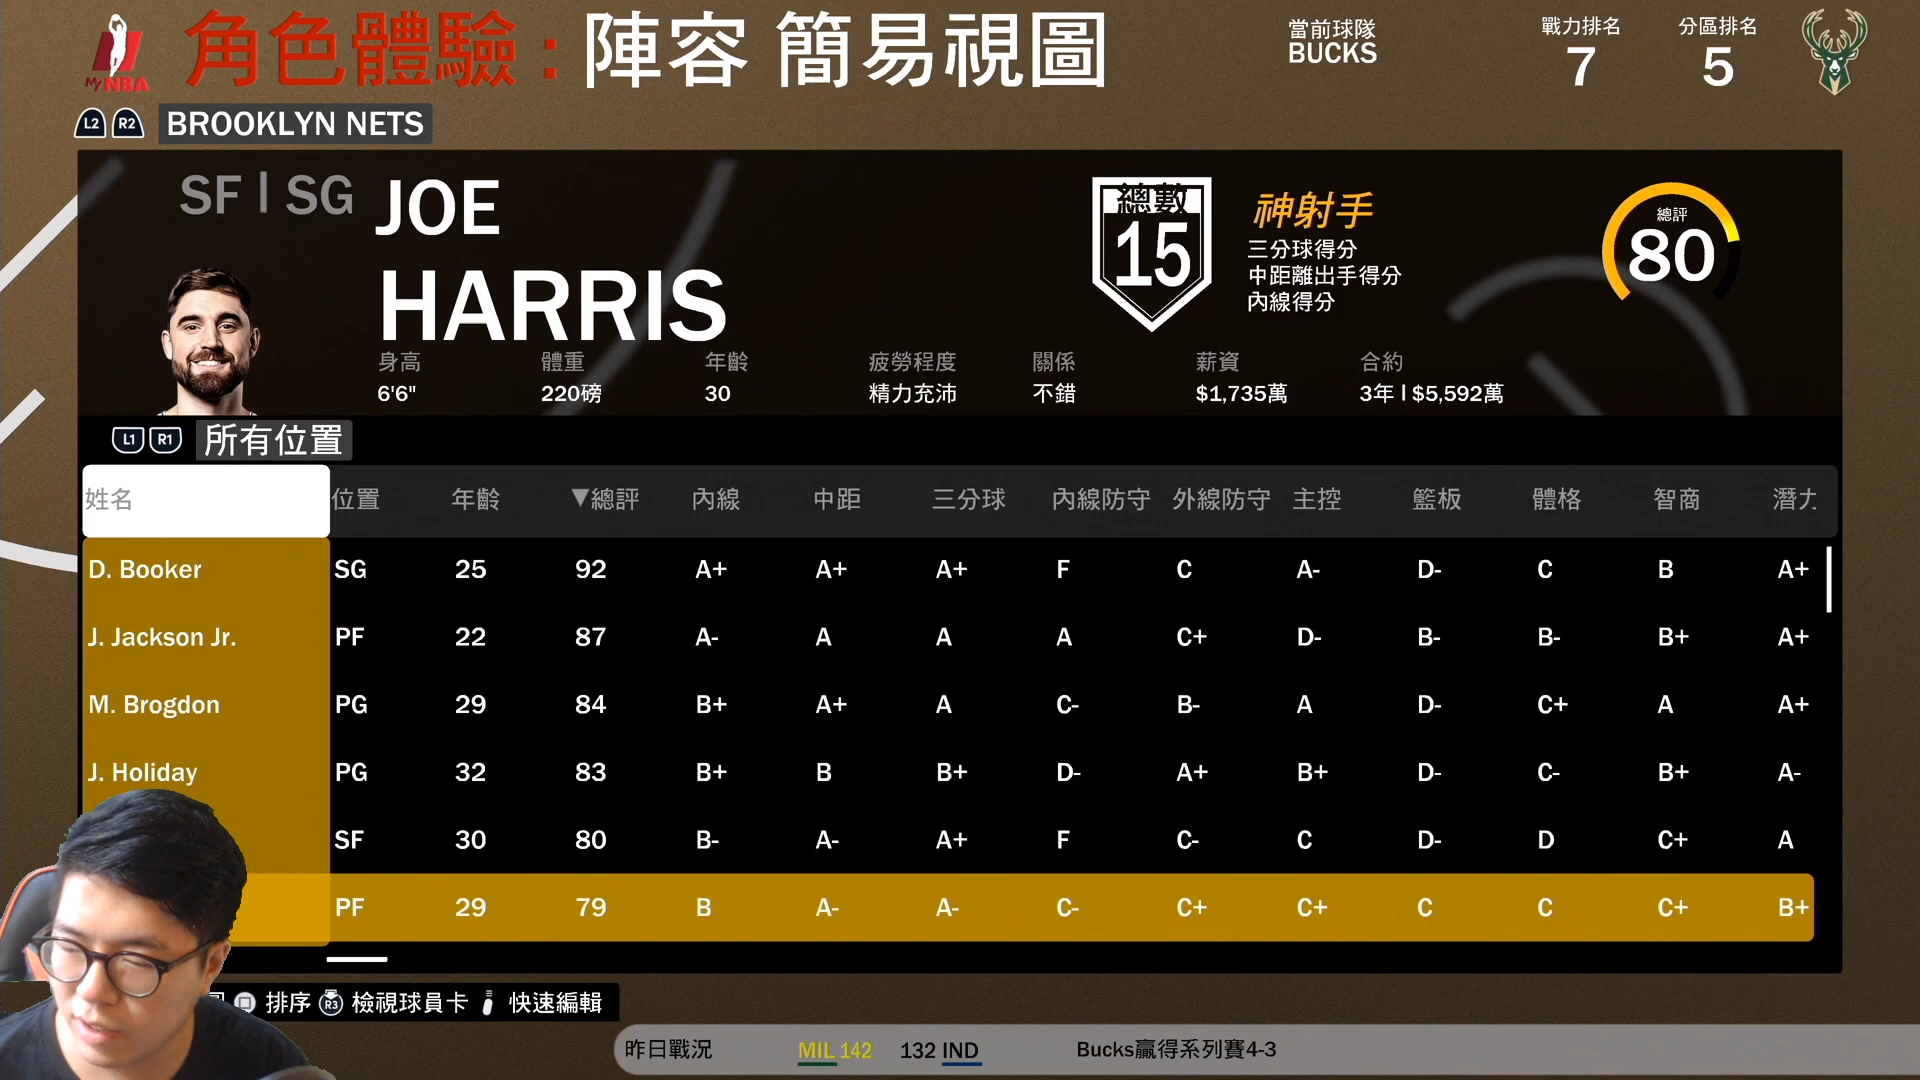 MyNBA
角色體驗：陣容 簡易視圖
當前球隊
BUCKS
戰力排名
7
分區排名
5
L2 R2 BROOKLYN NETS
SF | SG
JOE
HARRIS
總數
15
神射手
三分球得分
中距離出手得分
內線得分
總評
80
身高 體重 年齡 疲勞程度 關係 薪資 合約
6'6" 220磅 30 精力充沛 不錯 $1,735萬 3年 | $5,592萬
L1 R1 所有位置
姓名 位置 年齡 ▼總評 內線 中距 三分球 內線防守 外線防守 主控 籃板 體格 智商 潛力
D. Booker SG 25 92 A+ A+ A+ F C A- D- C B A+
J. Jackson Jr. PF 22 87 A- A A A C+ D- B- B- B+ A+
M. Brogdon PG 29 84 B+ A+ A C- B- A D- C+ A A+
J. Holiday PG 32 83 B+ B B+ D- A+ B+ D- C- B+ A-
SF 30 80 B- A- A+ F C- C D- D C+ A
PF 29 79 B A- A- C- C+ C+ C C C+ B+
排序 R3 檢視球員卡 快速編輯
昨日戰況 MIL 142 132 IND Bucks贏得系列賽4-3